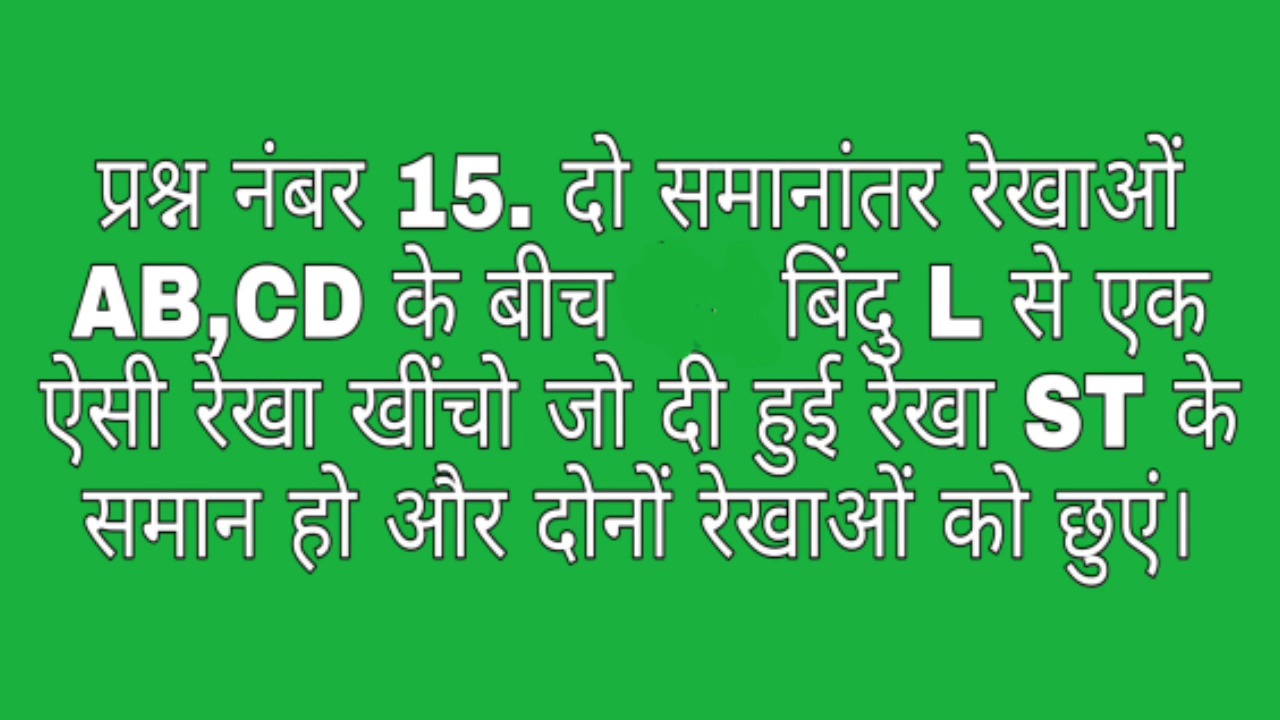 प्रश्न नंबर 15. दो समानांतर रेखाओं
AB,CD के बीच बिंदु L से एक
ऐसी रेखा खींचो जो दी हुई रेखा ST के
समान हो और दोनों रेखाओं को छुएं।